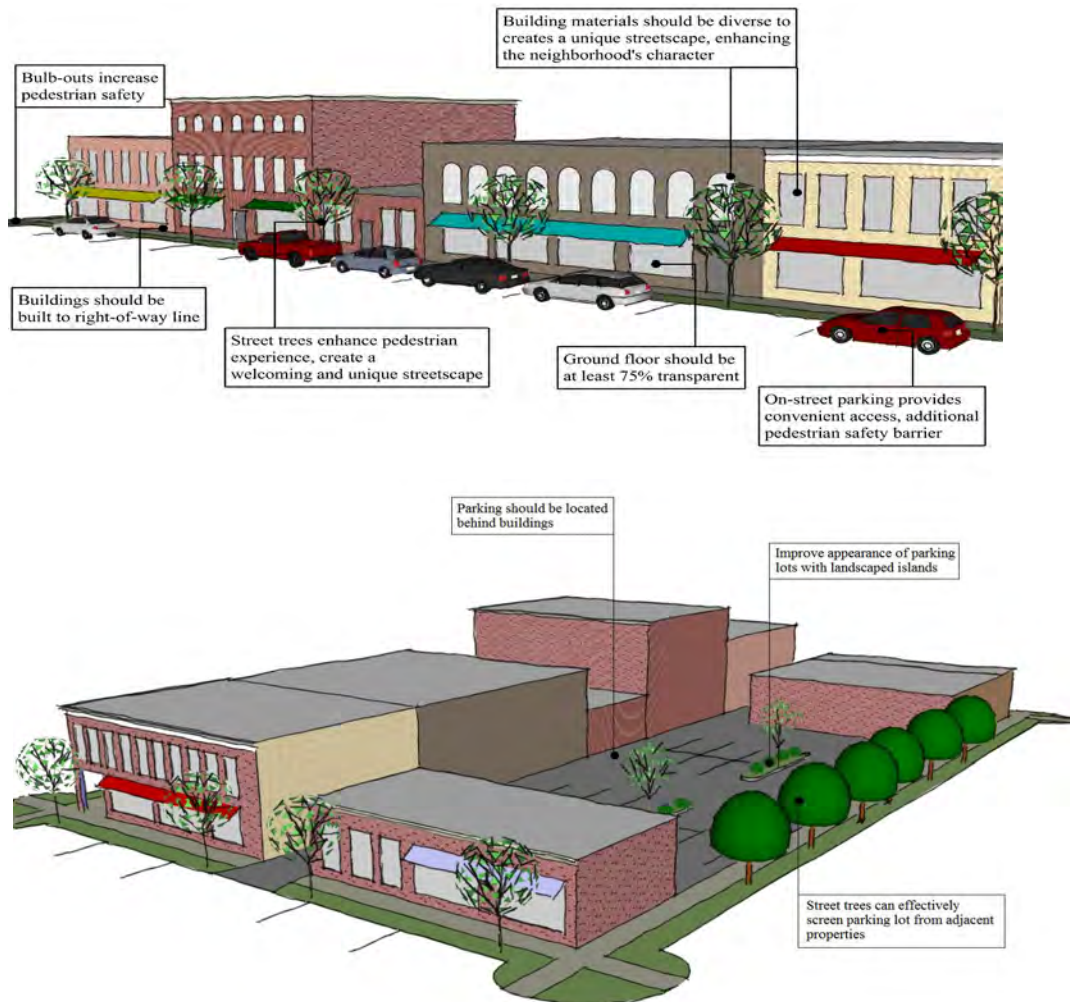 Building materials should be diverse to
creates a unique streetscape, enhancing
the neighborhood's character
Bulb-outs increase
pedestrian safety
Buildings should be
built to right-of-way line
Street trees enhance pedestrian
experience, create a
welcoming and unique streetscape
Ground floor should be
at least 75% transparent
On-street parking provides
convenient access, additional
pedestrian safety barrier
Parking should be located
behind buildings
Improve appearance of parking
lots with landscaped islands
Street trees can effectively
screen parking lot from adjacent
properties